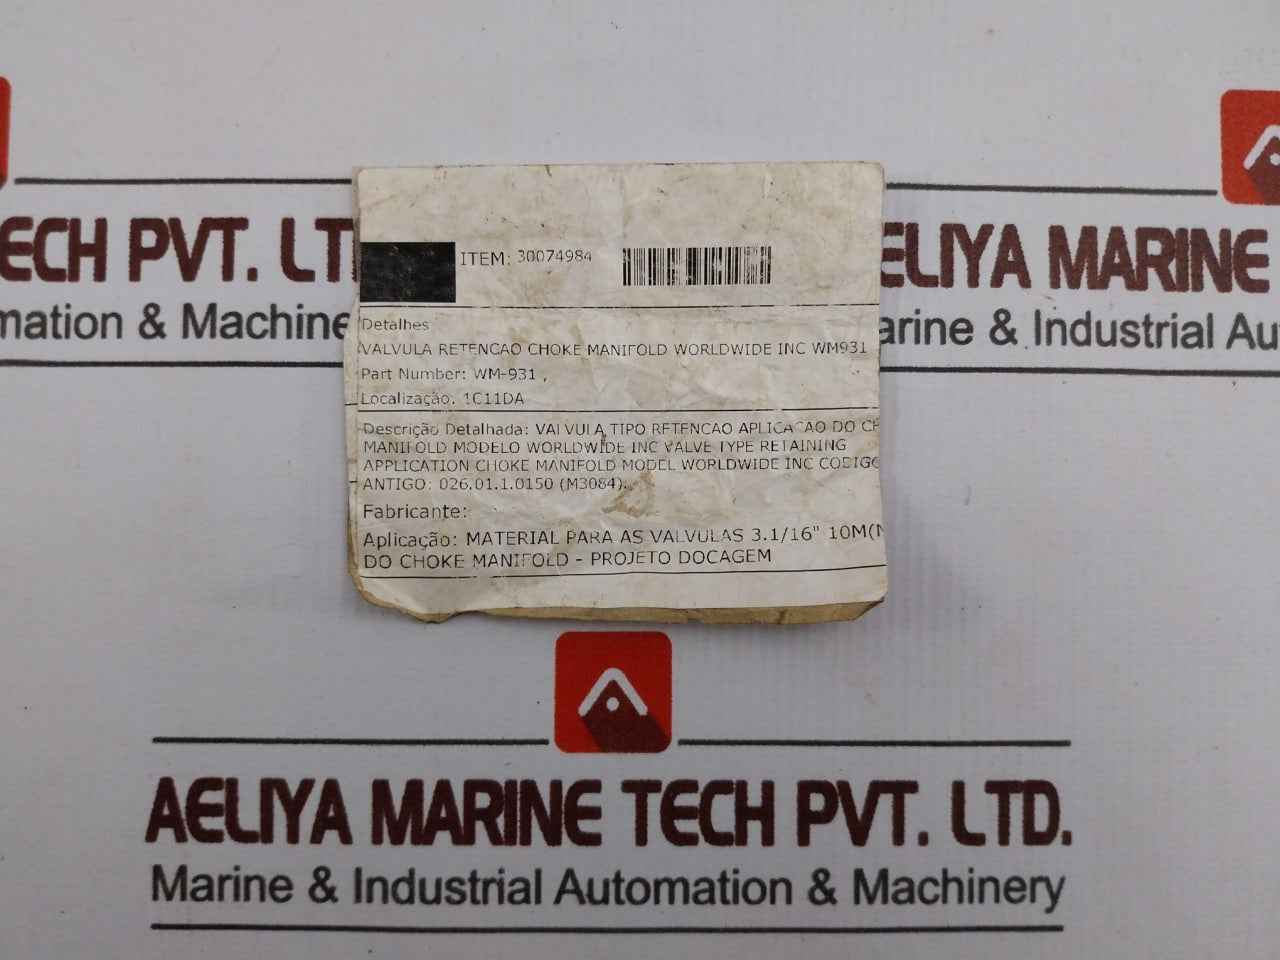 ECH PVT. LT
mation & Machine
ELIYA MARINE
arine & Industrial Au
ITEM: 30074984
Detalhes
VALVULA RETENCAO CHOKE MANIFOLD WORLDWIDE INC WM931
Part Number: WM-931 ,
Localização: 1C11DA
Descrição Detalhada: VALVULA TIPO RETENCAO APLICACAO DO CH
MANIFOLD MODELO WORLDWIDE INC VALVE TYPE RETAINING
APPLICATION CHOKE MANIFOLD MODEL WORLDWIDE INC CODIGO
ANTIGO: 026.01.1.0150 (M3084).
Fabricante:
Aplicação: MATERIAL PARA AS VALVULAS 3.1/16" 10M(
DO CHOKE MANIFOLD - PROJETO DOCAGEM
AELIYA MARINE TECH PVT. LTD.
Marine & Industrial Automation & Machinery